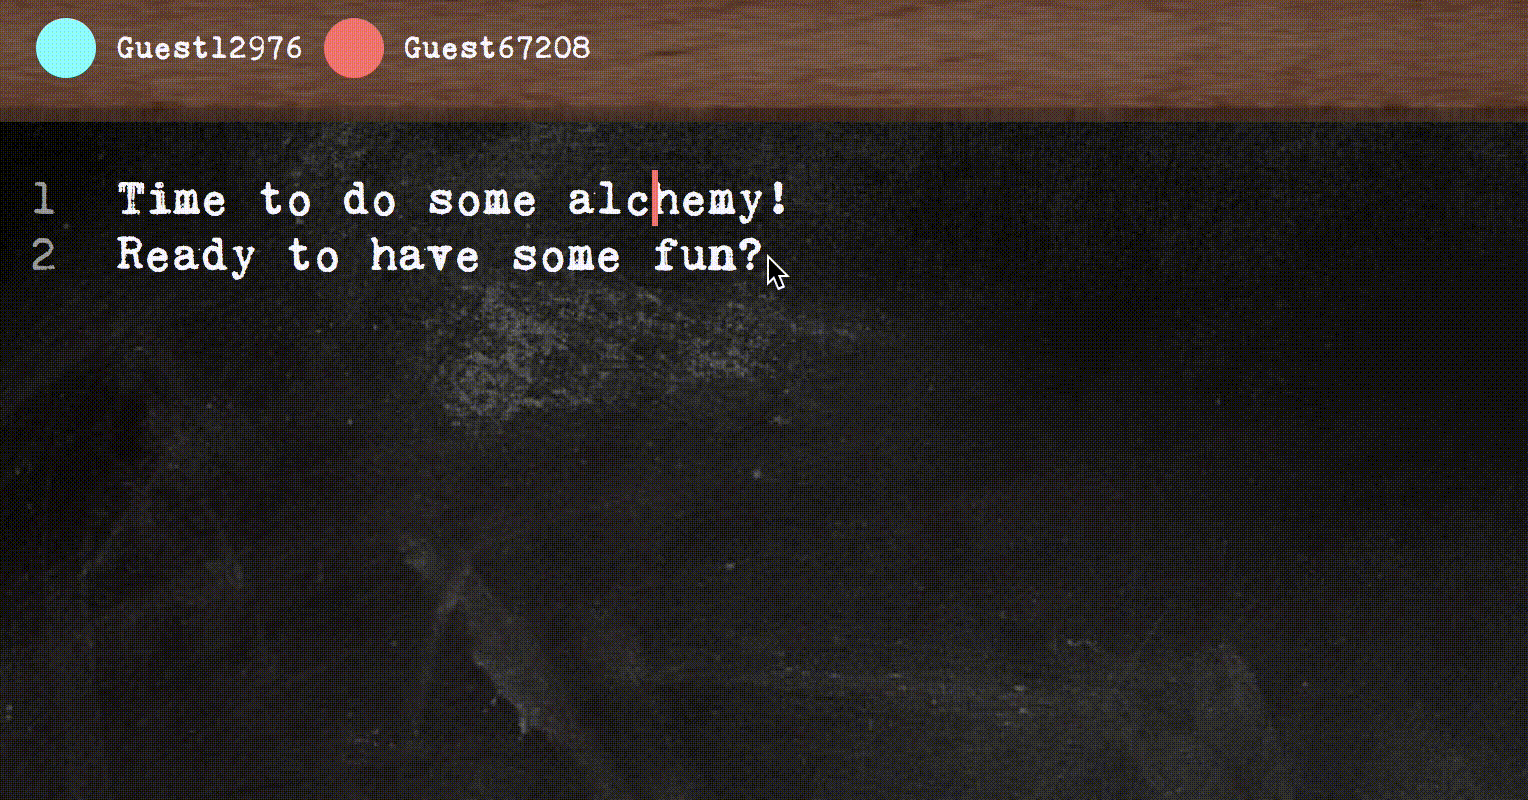 Guest12976 Guest67208
1 Time to do some alchemy!
2 Ready to have some fun?